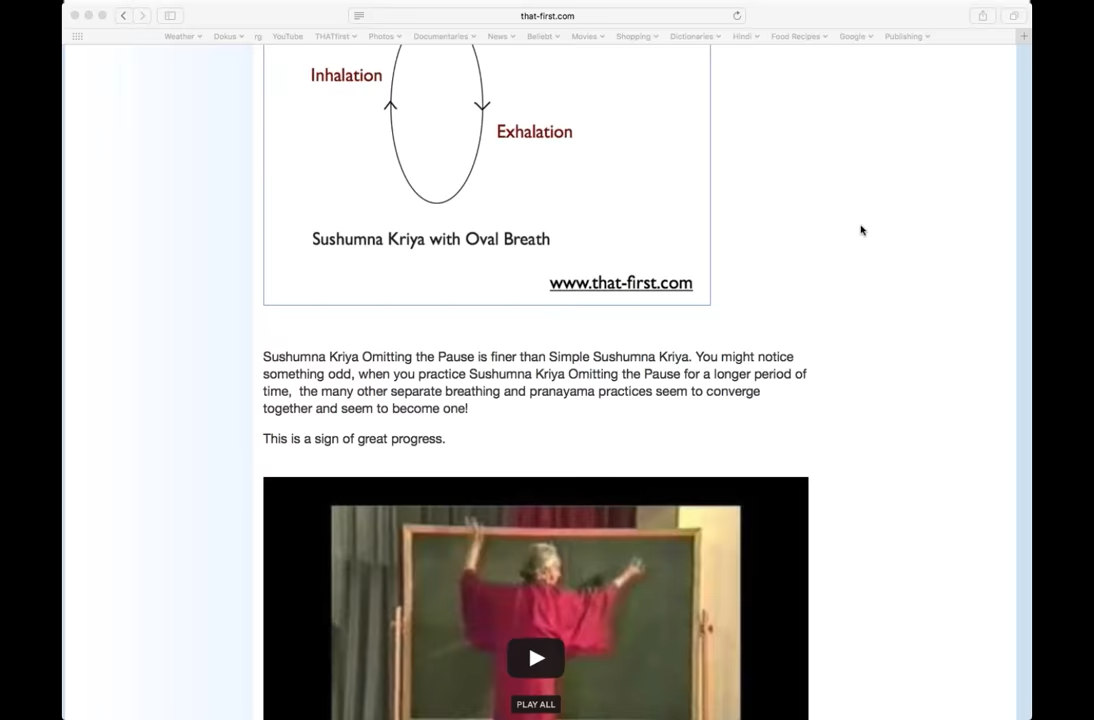 that-first.com
Weather Dokus rg YouTube THATfirst Photos Documentaries News Beliebt Movies Shopping Dictionaries Hindi Food Recipes Google Publishing
Inhalation
Exhalation
Sushumna Kriya with Oval Breath
www.that-first.com
Sushumna Kriya Omitting the Pause is finer than Simple Sushumna Kriya. You might notice
something odd, when you practice Sushumna Kriya Omitting the Pause for a longer period of
time, the many other separate breathing and pranayama practices seem to converge
together and seem to become one!
This is a sign of great progress.
PLAY ALL